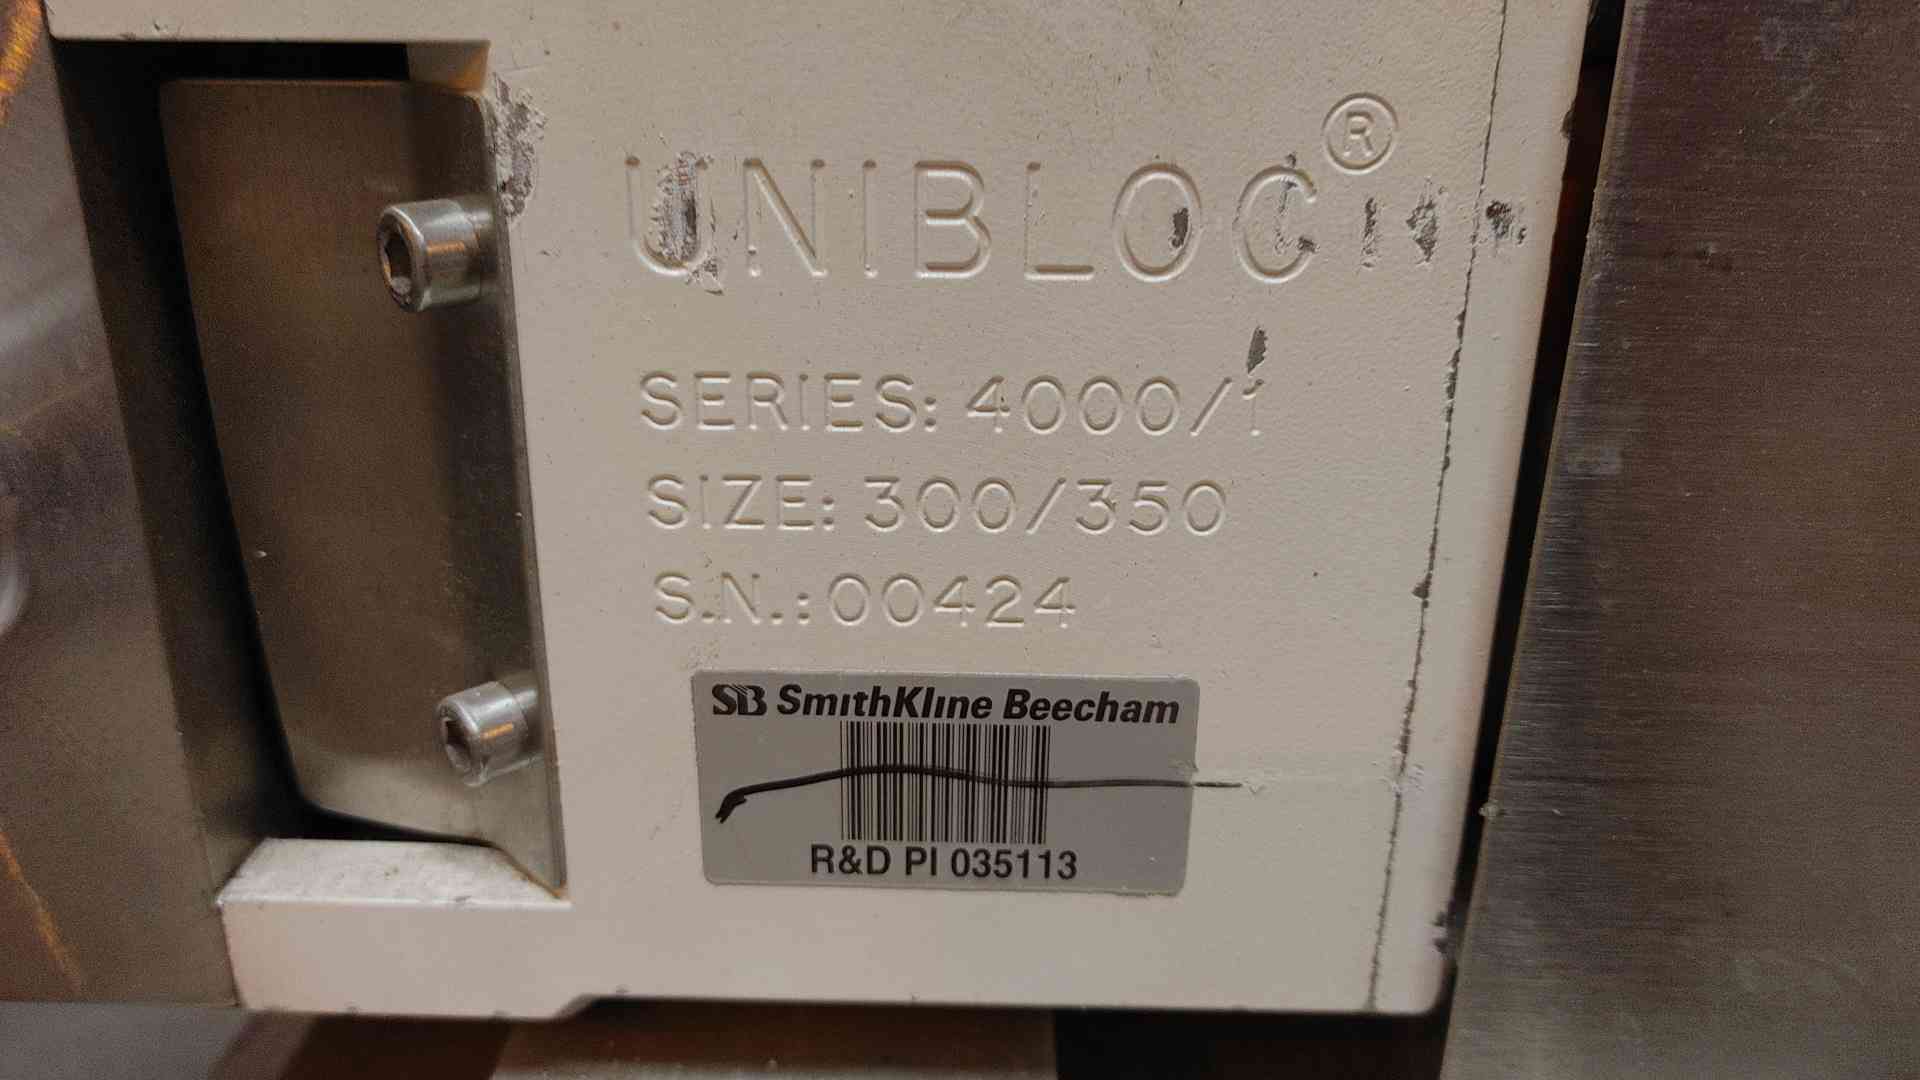 UNIBLOC®
SERIES: 4000/1
SIZE: 300/350
S.N.: 00424
SB SmithKline Beecham
R&D PI 035113